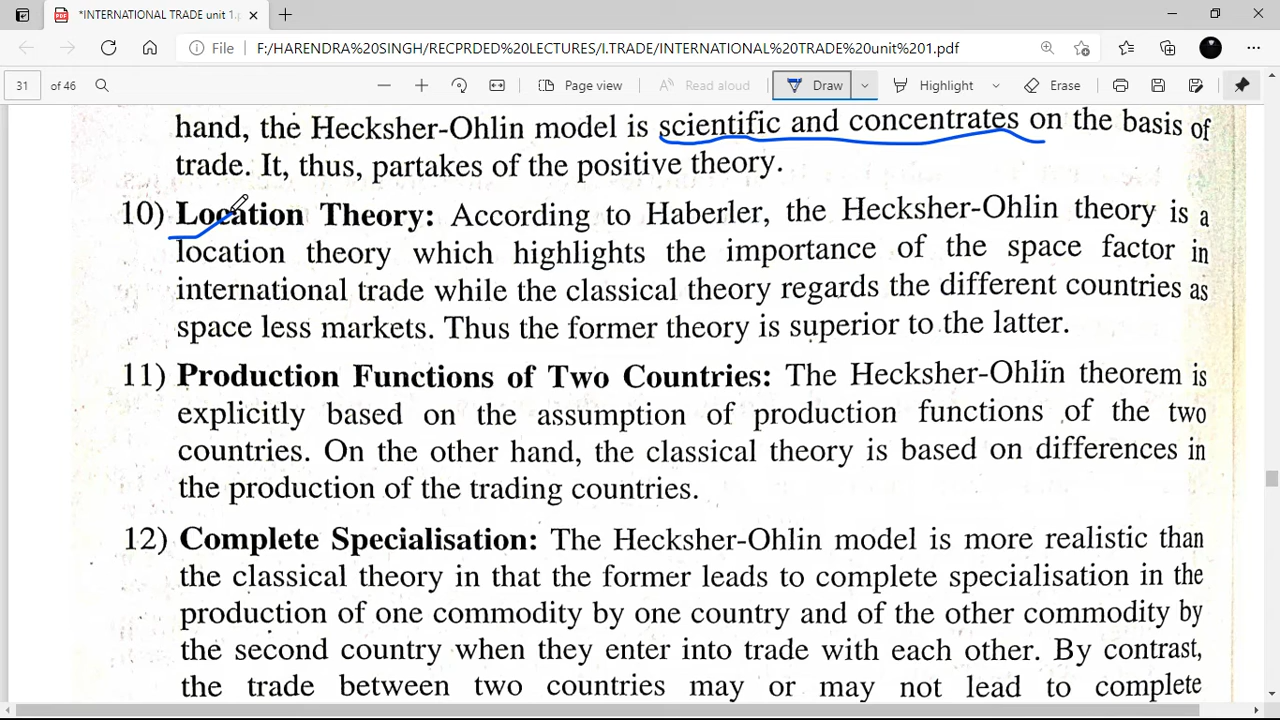 *INTERNATIONAL TRADE unit 1.p
File
F:/HARENDRA%20SINGH/RECPRDED%20LECTURES/I.TRADE/INTERNATIONAL%20TRADE%20unit%201.pdf
31 of 46
Page view
Read aloud
Draw
Highlight
Erase
hand, the Hecksher-Ohlin model is scientific and concentrates on the basis of
trade. It, thus, partakes of the positive theory.
10) Location Theory: According to Haberler, the Hecksher-Ohlin theory is a
location theory which highlights the importance of the space factor in
international trade while the classical theory regards the different countries as
space less markets. Thus the former theory is superior to the latter.
11) Production Functions of Two Countries: The Hecksher-Ohlin theorem is
explicitly based on the assumption of production functions of the two
countries. On the other hand, the classical theory is based on differences in
the production of the trading countries.
12) Complete Specialisation: The Hecksher-Ohlin model is more realistic than
the classical theory in that the former leads to complete specialisation in the
production of one commodity by one country and of the other commodity by
the second country when they enter into trade with each other. By contrast,
the trade between two countries may or may not lead to complete